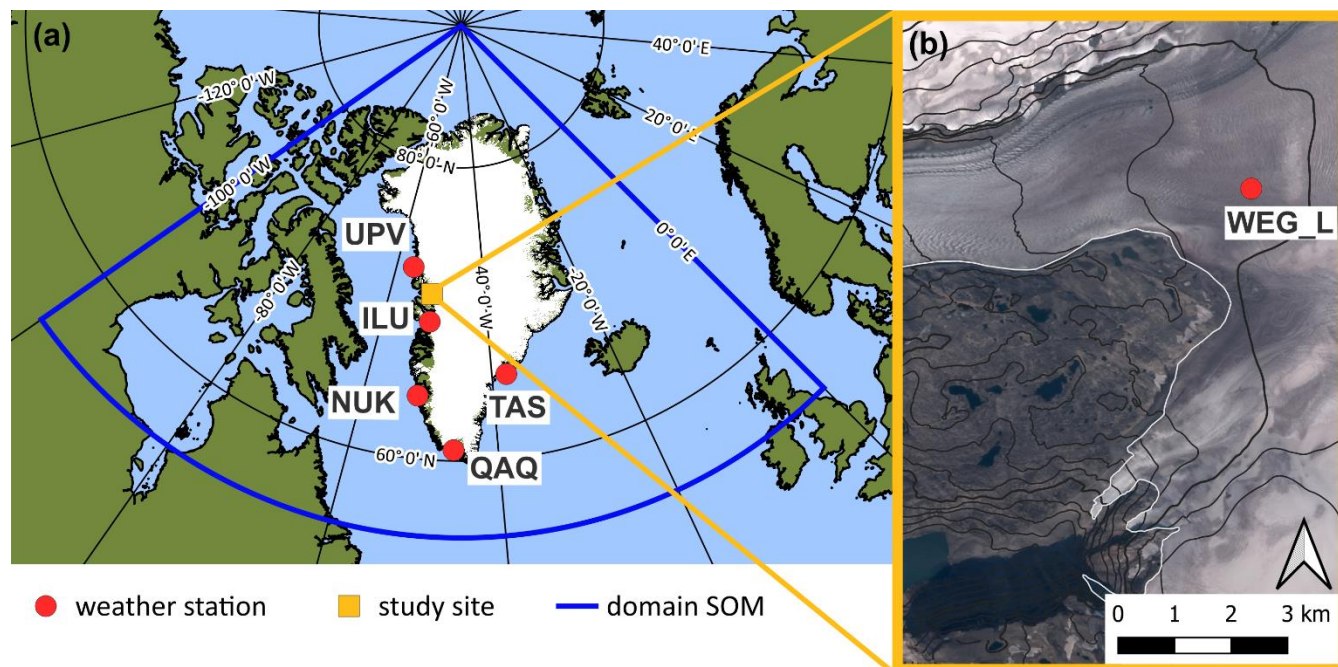 (a)
40° 0' E
-120° 0' W
-60° 0' W
20° 0' E
80° 0' N
-100° 0' W
UPV
0° 0' E
40° 0' W
-20° 0' W
-80° 0' W
ILU
NUK
TAS
60° 0' N
QAQ
weather station
study site
domain SOM
(b)
WEG_L
0 1 2 3 km